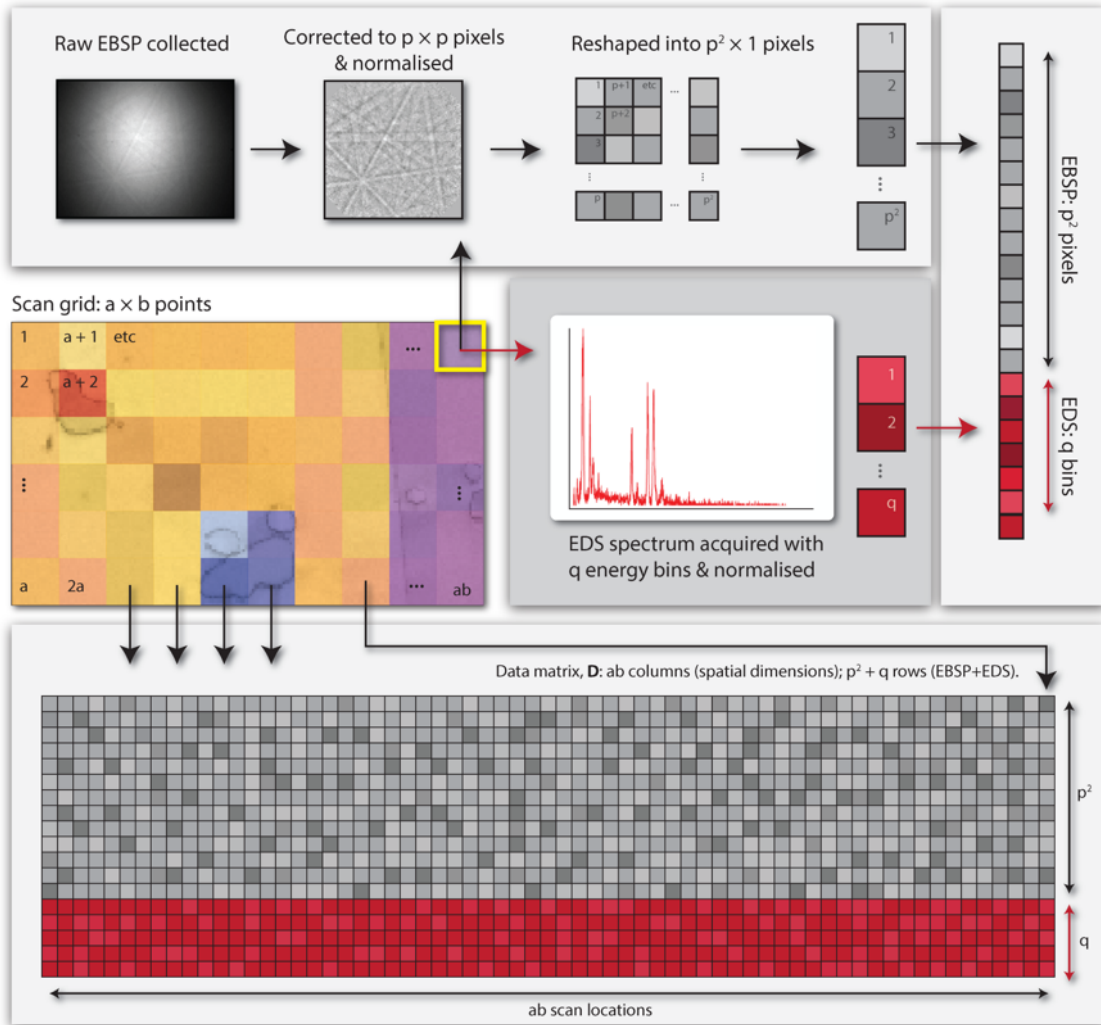 Raw EBSP collected
Corrected to p × p pixels
& normalised
Reshaped into p² × 1 pixels
1 p+1 etc ...
2 p+2
3
⋮ ⋮
p ... p²
1
2
3
⋮
p²
EBSP: p² pixels
EDS: q bins
Scan grid: a × b points
1 a + 1 etc ...
2 a + 2
⋮ ⋮
a 2a ... ab
1
2
⋮
q
EDS spectrum acquired with
q energy bins & normalised
Data matrix, D: ab columns (spatial dimensions); p² + q rows (EBSP+EDS).
p²
q
ab scan locations